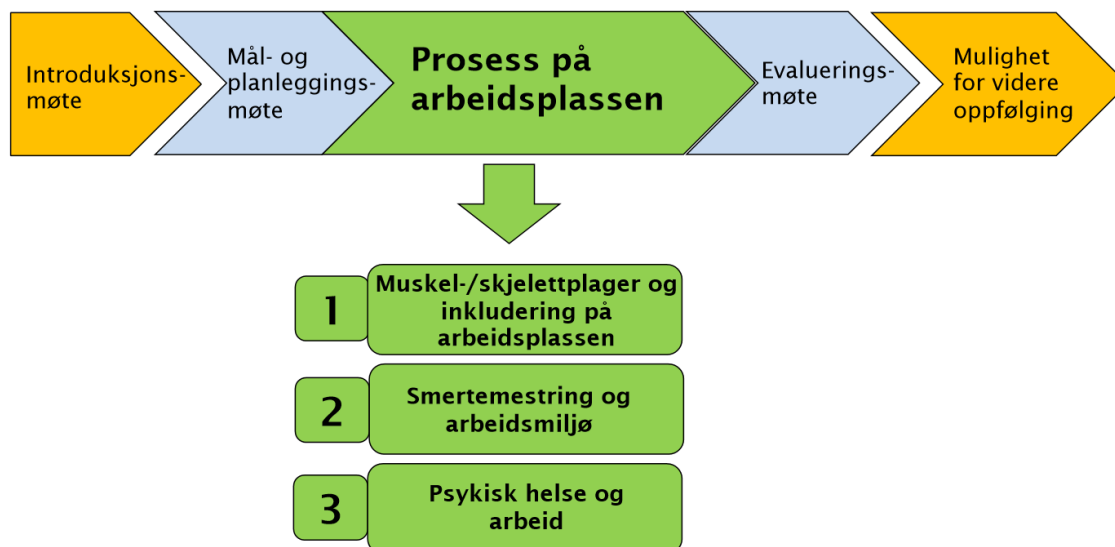 Introduksjons-
møte
Mål- og
planleggings-
møte
Prosess på
arbeidsplassen
Evaluerings-
møte
Mulighet
for videre
oppfølging
1
Muskel-/skjelettplager og
inkludering på
arbeidsplassen
2
Smertemestring og
arbeidsmiljø
3
Psykisk helse og
arbeid